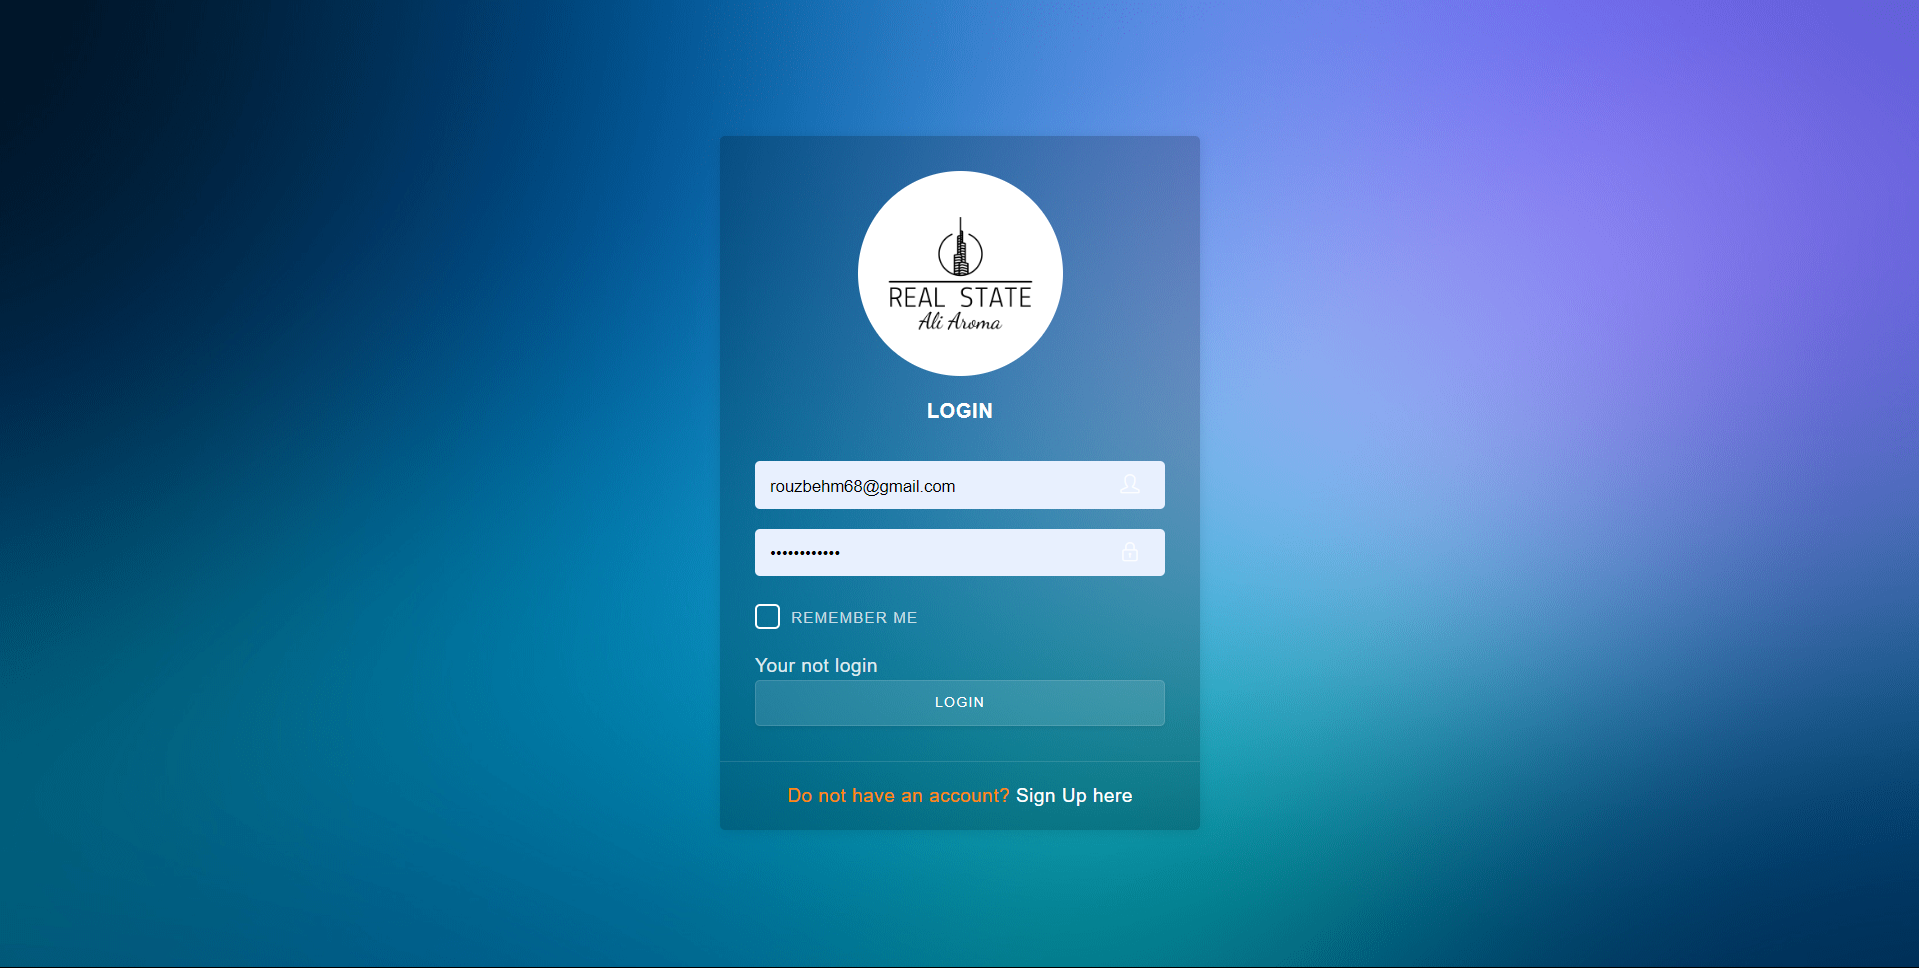 REAL STATE
Ali Aroma
LOGIN
rouzbehm68@gmail.com
••••••••••••
REMEMBER ME
Your not login
LOGIN
Do not have an account? Sign Up here